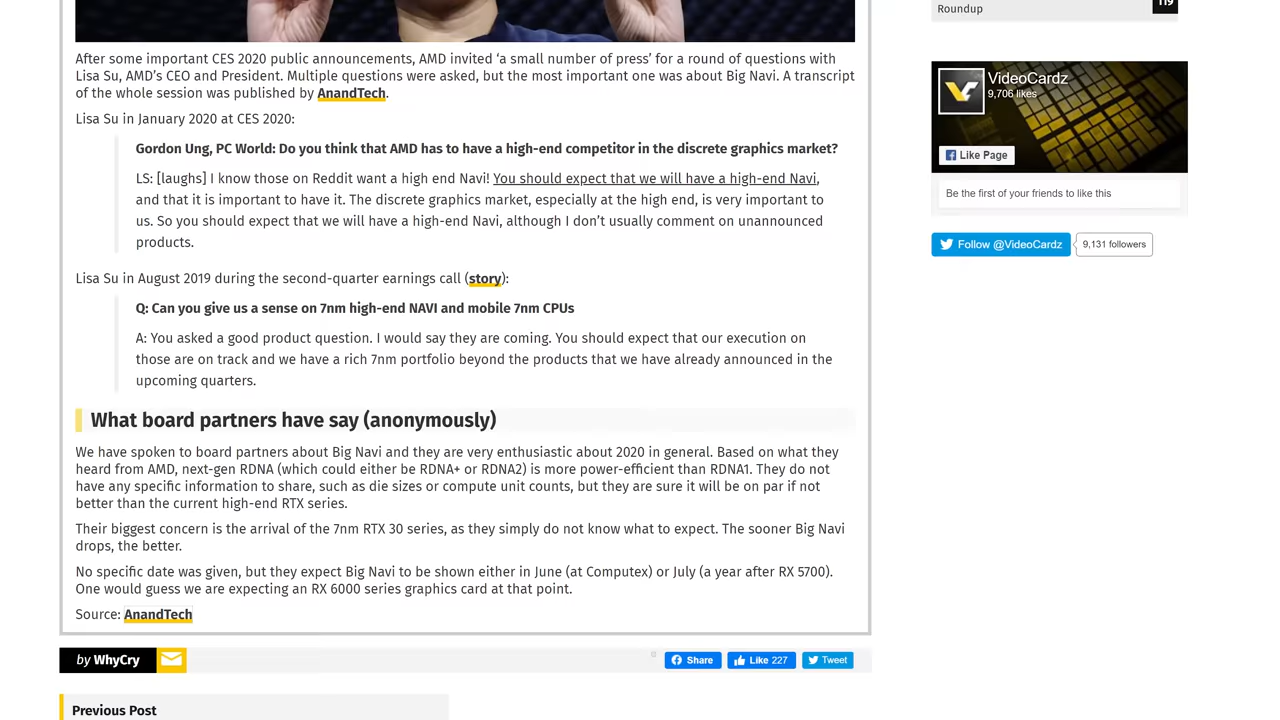 Roundup
119
After some important CES 2020 public announcements, AMD invited ‘a small number of press’ for a round of questions with
Lisa Su, AMD’s CEO and President. Multiple questions were asked, but the most important one was about Big Navi. A transcript
of the whole session was published by AnandTech.
Lisa Su in January 2020 at CES 2020:
Gordon Ung, PC World: Do you think that AMD has to have a high-end competitor in the discrete graphics market?
LS: [laughs] I know those on Reddit want a high end Navi! You should expect that we will have a high-end Navi,
and that it is important to have it. The discrete graphics market, especially at the high end, is very important to
us. So you should expect that we will have a high-end Navi, although I don’t usually comment on unannounced
products.
Lisa Su in August 2019 during the second-quarter earnings call (story):
Q: Can you give us a sense on 7nm high-end NAVI and mobile 7nm CPUs
A: You asked a good product question. I would say they are coming. You should expect that our execution on
those are on track and we have a rich 7nm portfolio beyond the products that we have already announced in the
upcoming quarters.
What board partners have say (anonymously)
We have spoken to board partners about Big Navi and they are very enthusiastic about 2020 in general. Based on what they
heard from AMD, next-gen RDNA (which could either be RDNA+ or RDNA2) is more power-efficient than RDNA1. They do not
have any specific information to share, such as die sizes or compute unit counts, but they are sure it will be on par if not
better than the current high-end RTX series.
Their biggest concern is the arrival of the 7nm RTX 30 series, as they simply do not know what to expect. The sooner Big Navi
drops, the better.
No specific date was given, but they expect Big Navi to be shown either in June (at Computex) or July (a year after RX 5700).
One would guess we are expecting an RX 6000 series graphics card at that point.
Source: AnandTech
by WhyCry
Share
Like 227
Tweet
Previous Post
VideoCardz
9,706 likes
Like Page
Be the first of your friends to like this
Follow @VideoCardz
9,131 followers